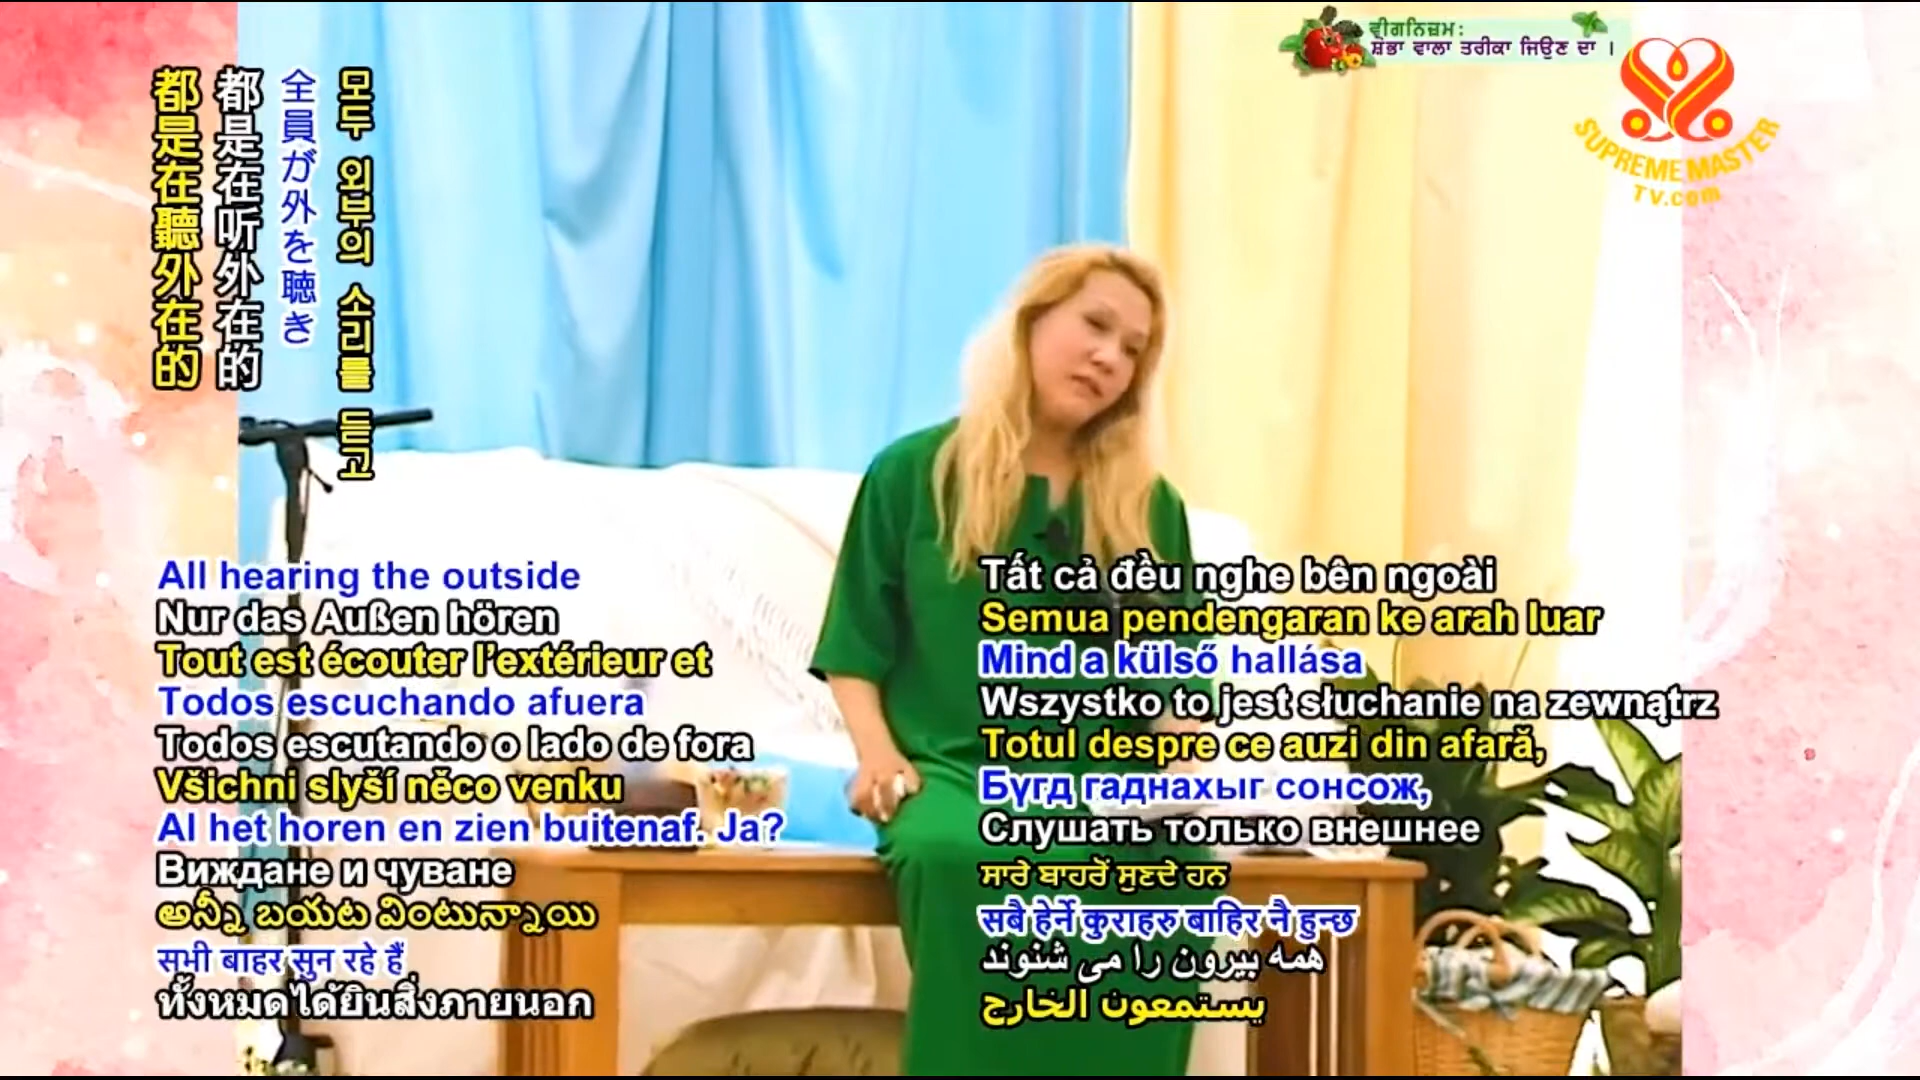 ਵੀਗਨਿਜ਼ਮ:
ਸ਼ੋਭਾ ਵਾਲਾ ਤਰੀਕਾ ਜਿਉਣ ਦਾ ।
SUPREME MASTER
TV.com
모두 외부의 소리를 듣고
全員が外を聴き
都是在听外在的
都是在聽外在的
All hearing the outside
Nur das Außen hören
Tout est écouter l’extérieur et
Todos escuchando afuera
Todos escutando o lado de fora
Všichni slyší něco venku
Al het horen en zien buitenaf. Ja?
Виждане и чуване
అన్నీ బయట వింటున్నాయి
सभी बाहर सुन रहे हैं
ทั้งหมดได้ยินสิ่งภายนอก
Tất cả đều nghe bên ngoài
Semua pendengaran ke arah luar
Mind a külső hallása
Wszystko to jest słuchanie na zewnątrz
Totul despre ce auzi din afară,
Бүгд гаднахыг сонсож,
Слушать только внешнее
ਸਾਰੇ ਬਾਹਰੋਂ ਸੁਣਦੇ ਹਨ
सबै हेर्ने कुराहरु बाहिर नै हुन्छ
همه بیرون را می شنوند
يستمعون الخارج